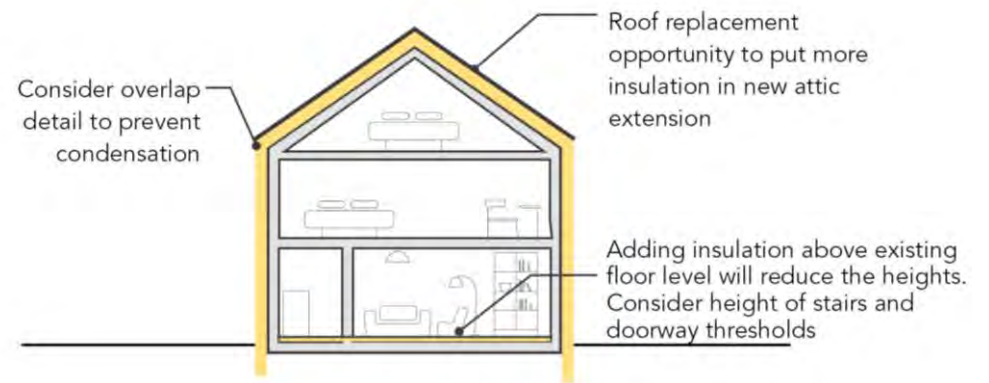 Roof replacement
opportunity to put more
insulation in new attic
extension
Consider overlap
detail to prevent
condensation
Adding insulation above existing
floor level will reduce the heights.
Consider height of stairs and
doorway thresholds